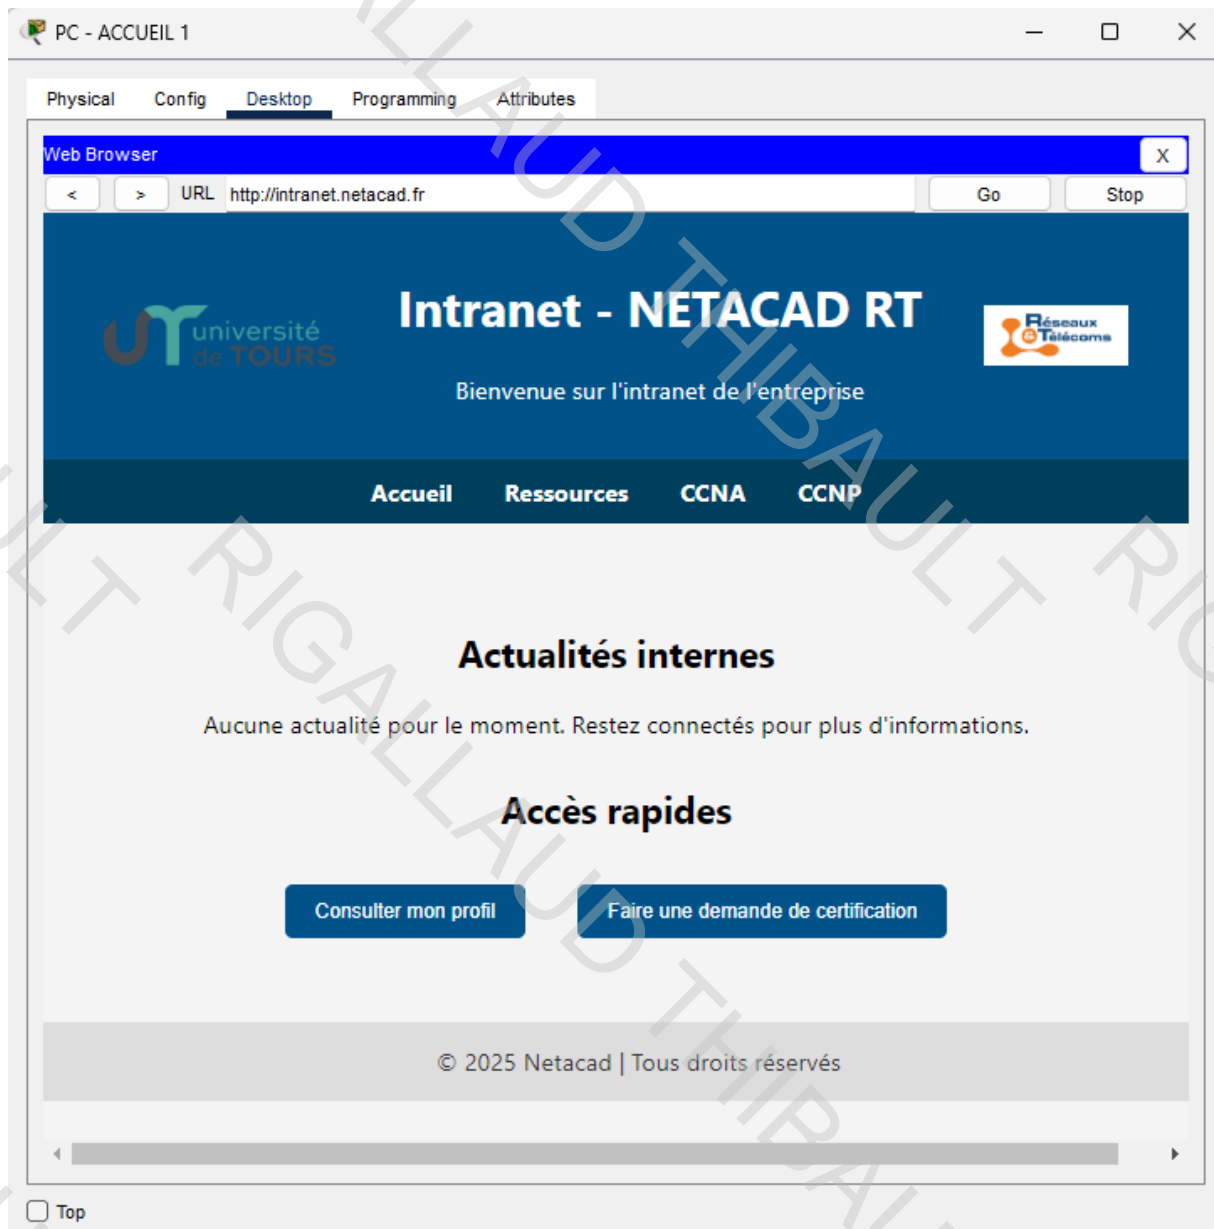 PC - ACCUEIL 1
Physical Config Desktop Programming Attributes
Web Browser X
< > URL http://intranet.netacad.fr Go Stop
université
de TOURS
Intranet - NETACAD RT
Réseaux
& Télécoms
Bienvenue sur l'intranet de l'entreprise
Accueil Ressources CCNA CCNP
Actualités internes
Aucune actualité pour le moment. Restez connectés pour plus d'informations.
Accès rapides
Consulter mon profil Faire une demande de certification
© 2025 Netacad | Tous droits réservés
Top
RIGALLAUD THIBAULT